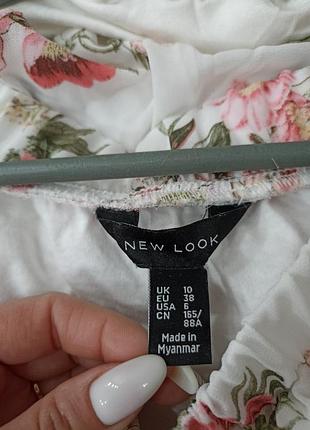 NEW LOOK
UK 10
EU 38
USA 6
CN 165/
88A
Made in
Myanmar